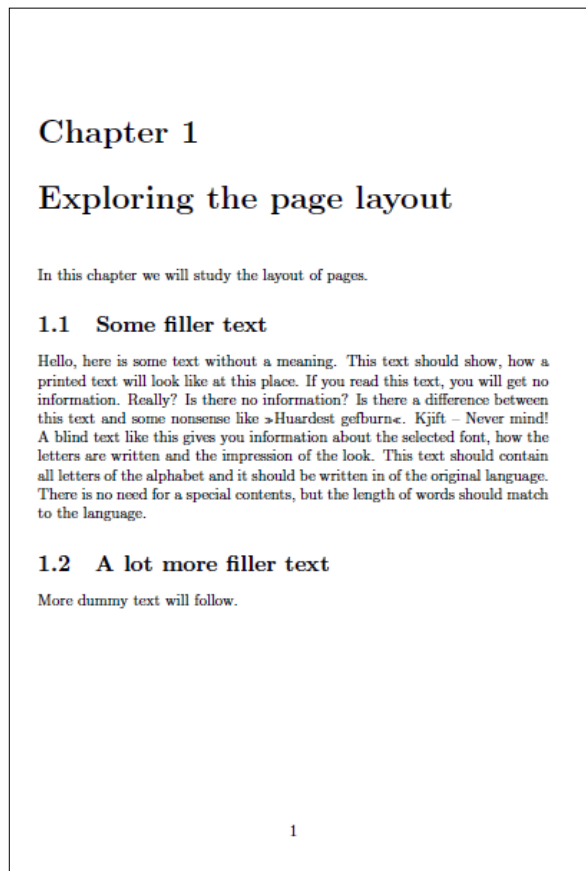 Chapter 1
Exploring the page layout
In this chapter we will study the layout of pages.
1.1 Some filler text
Hello, here is some text without a meaning. This text should show, how a
printed text will look like at this place. If you read this text, you will get no
information. Really? Is there no information? Is there a difference between
this text and some nonsense like »Huardest gefburn«. Kjift – Never mind!
A blind text like this gives you information about the selected font, how the
letters are written and the impression of the look. This text should contain
all letters of the alphabet and it should be written in of the original language.
There is no need for a special contents, but the length of words should match
to the language.
1.2 A lot more filler text
More dummy text will follow.
1